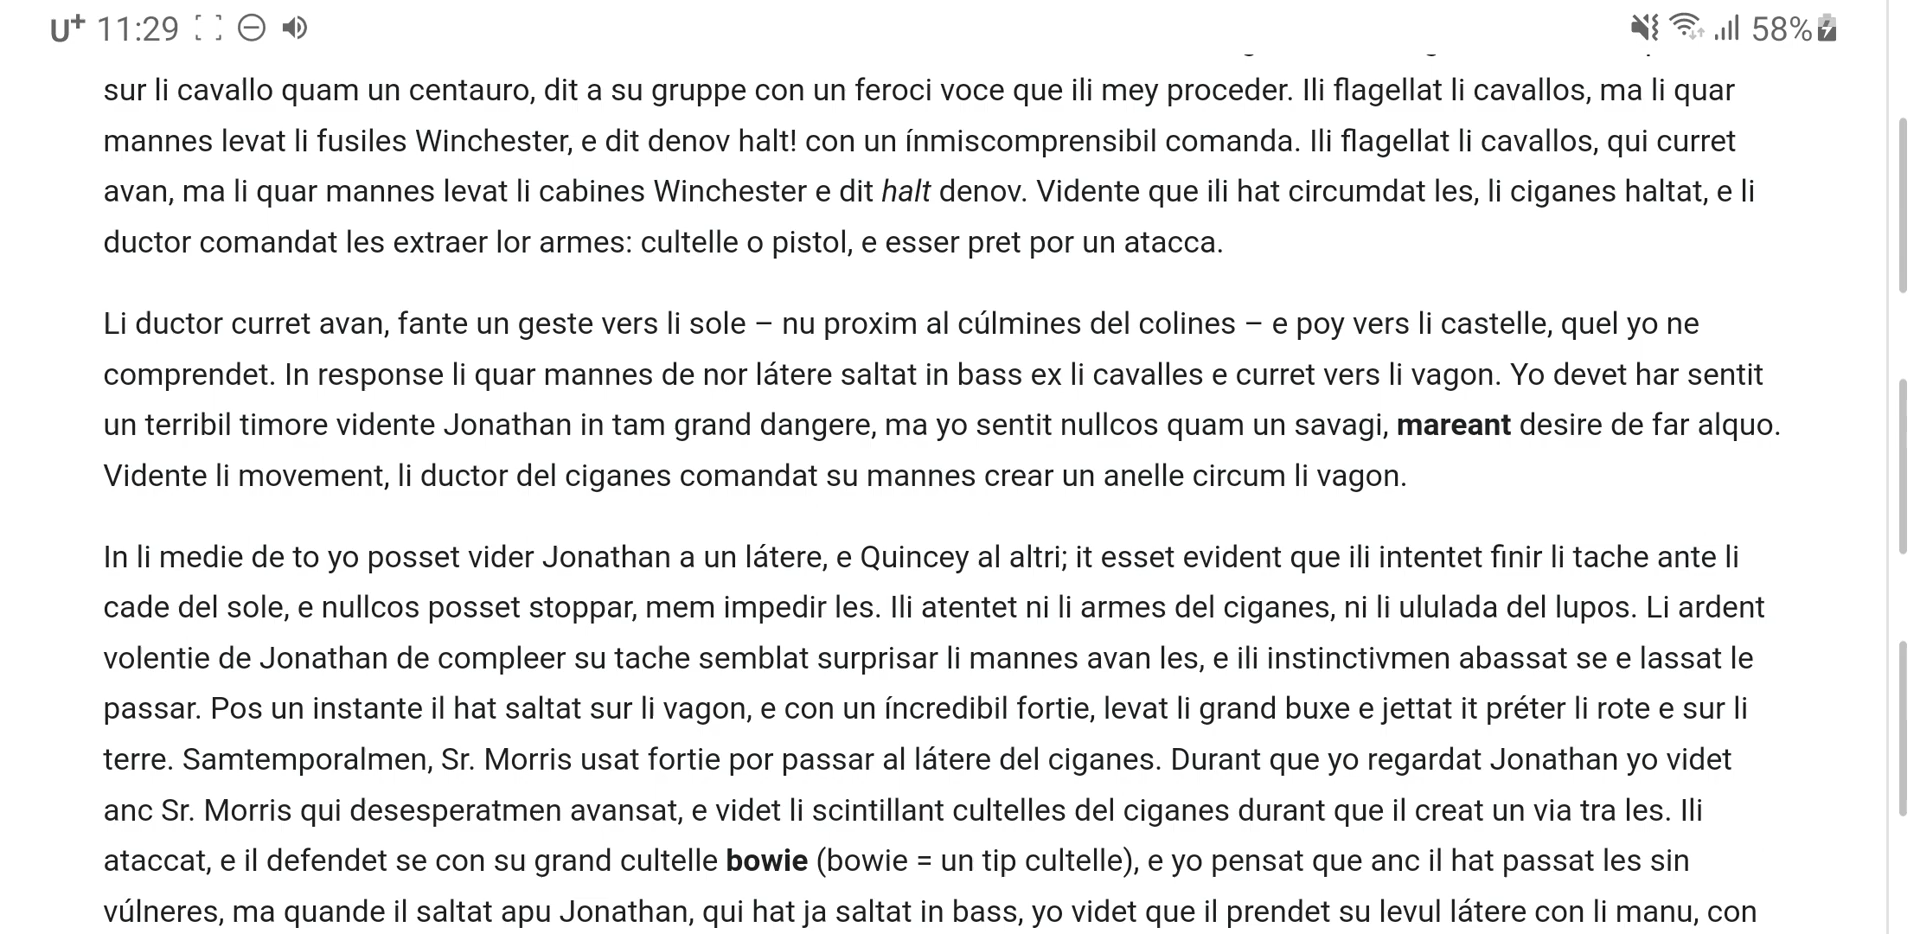 U+ 11:29 58%
sur li cavallo quam un centauro, dit a su gruppe con un feroci voce que ili mey proceder. Ili flagellat li cavallos, ma li quar
mannes levat li fusiles Winchester, e dit denov halt! con un ínmiscomprensibil comanda. Ili flagellat li cavallos, qui curret
avan, ma li quar mannes levat li cabines Winchester e dit halt denov. Vidente que ili hat circumdat les, li ciganes haltat, e li
ductor comandat les extraer lor armes: cultelle o pistol, e esser pret por un atacca.
Li ductor curret avan, fante un geste vers li sole – nu proxim al cúlmines del colines – e poy vers li castelle, quel yo ne
comprendet. In response li quar mannes de nor látere saltat in bass ex li cavalles e curret vers li vagon. Yo devet har sentit
un terribil timore vidente Jonathan in tam grand dangere, ma yo sentit nullcos quam un savagi, mareant desire de far alquo.
Vidente li movement, li ductor del ciganes comandat su mannes crear un anelle circum li vagon.
In li medie de to yo posset vider Jonathan a un látere, e Quincey al altri; it esset evident que ili intentet finir li tache ante li
cade del sole, e nullcos posset stoppar, mem impedir les. Ili atentet ni li armes del ciganes, ni li ululada del lupos. Li ardent
volentie de Jonathan de compleer su tache semblat surprisar li mannes avan les, e ili instinctivmen abassat se e lassat le
passar. Pos un instante il hat saltat sur li vagon, e con un íncredibil fortie, levat li grand buxe e jettat it préter li rote e sur li
terre. Samtemporalmen, Sr. Morris usat fortie por passar al látere del ciganes. Durant que yo regardat Jonathan yo videt
anc Sr. Morris qui desesperatmen avansat, e videt li scintillant cultelles del ciganes durant que il creat un via tra les. Ili
ataccat, e il defendet se con su grand cultelle bowie (bowie = un tip cultelle), e yo pensat que anc il hat passat les sin
vúlneres, ma quande il saltat apu Jonathan, qui hat ja saltat in bass, yo videt que il prendet su levul látere con li manu, con